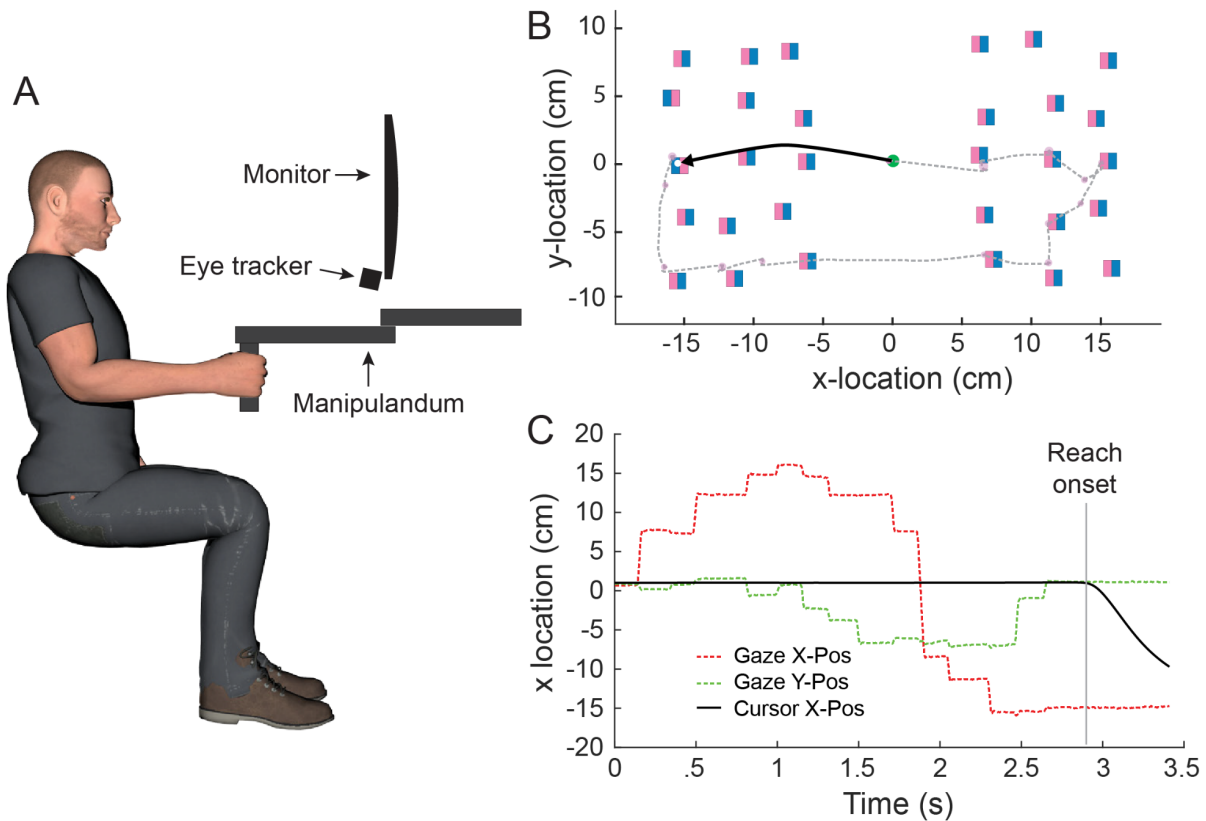 A
Monitor
Eye tracker
Manipulandum
B
10
5
0
-5
-10
y-location (cm)
-15
-10
-5
0
5
10
15
x-location (cm)
C
20
15
10
5
0
-5
-10
-15
-20
x location (cm)
Reach
onset
Gaze X-Pos
Gaze Y-Pos
Cursor X-Pos
0
.5
1
1.5
2
2.5
3
3.5
Time (s)